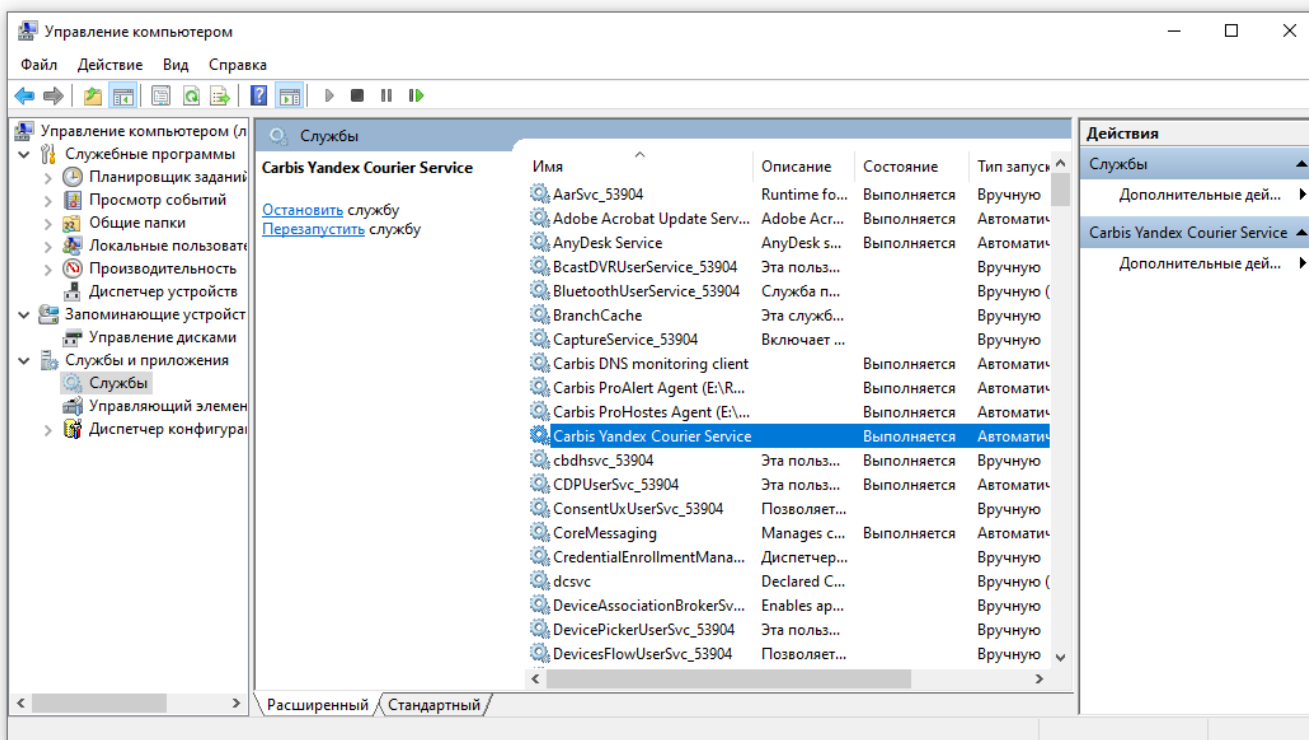 Управление компьютером
Файл Действие Вид Справка
Управление компьютером (л
Служебные программы
Планировщик заданий
Просмотр событий
Общие папки
Локальные пользовате
Производительность
Диспетчер устройств
Запоминающие устройст
Управление дисками
Службы и приложения
Службы
Управляющий элемен
Диспетчер конфигура
Службы
Carbis Yandex Courier Service
Остановить службу
Перезапустить службу
Имя Описание Состояние Тип запуск
AarSvc_53904 Runtime fo... Выполняется Вручную
Adobe Acrobat Update Serv... Adobe Acr... Выполняется Автоматич
AnyDesk Service AnyDesk s... Выполняется Автоматич
BcastDVRUserService_53904 Эта польз... Вручную
BluetoothUserService_53904 Служба п... Вручную (
BranchCache Эта служб... Вручную
CaptureService_53904 Включает ... Вручную
Carbis DNS monitoring client Выполняется Автоматич
Carbis ProAlert Agent (E:\R... Выполняется Автоматич
Carbis ProHostes Agent (E:\... Выполняется Автоматич
Carbis Yandex Courier Service Выполняется Автоматич
cbdhsvc_53904 Эта польз... Выполняется Вручную
CDPUserSvc_53904 Эта польз... Выполняется Автоматич
ConsentUxUserSvc_53904 Позволяет... Вручную
CoreMessaging Manages c... Выполняется Автоматич
CredentialEnrollmentMana... Диспетчер... Вручную
dcsvc Declared C... Вручную (
DeviceAssociationBrokerSv... Enables ap... Вручную
DevicePickerUserSvc_53904 Эта польз... Вручную
DevicesFlowUserSvc_53904 Позволяет... Вручную
Расширенный Стандартный
Действия
Службы
Дополнительные дей...
Carbis Yandex Courier Service
Дополнительные дей...